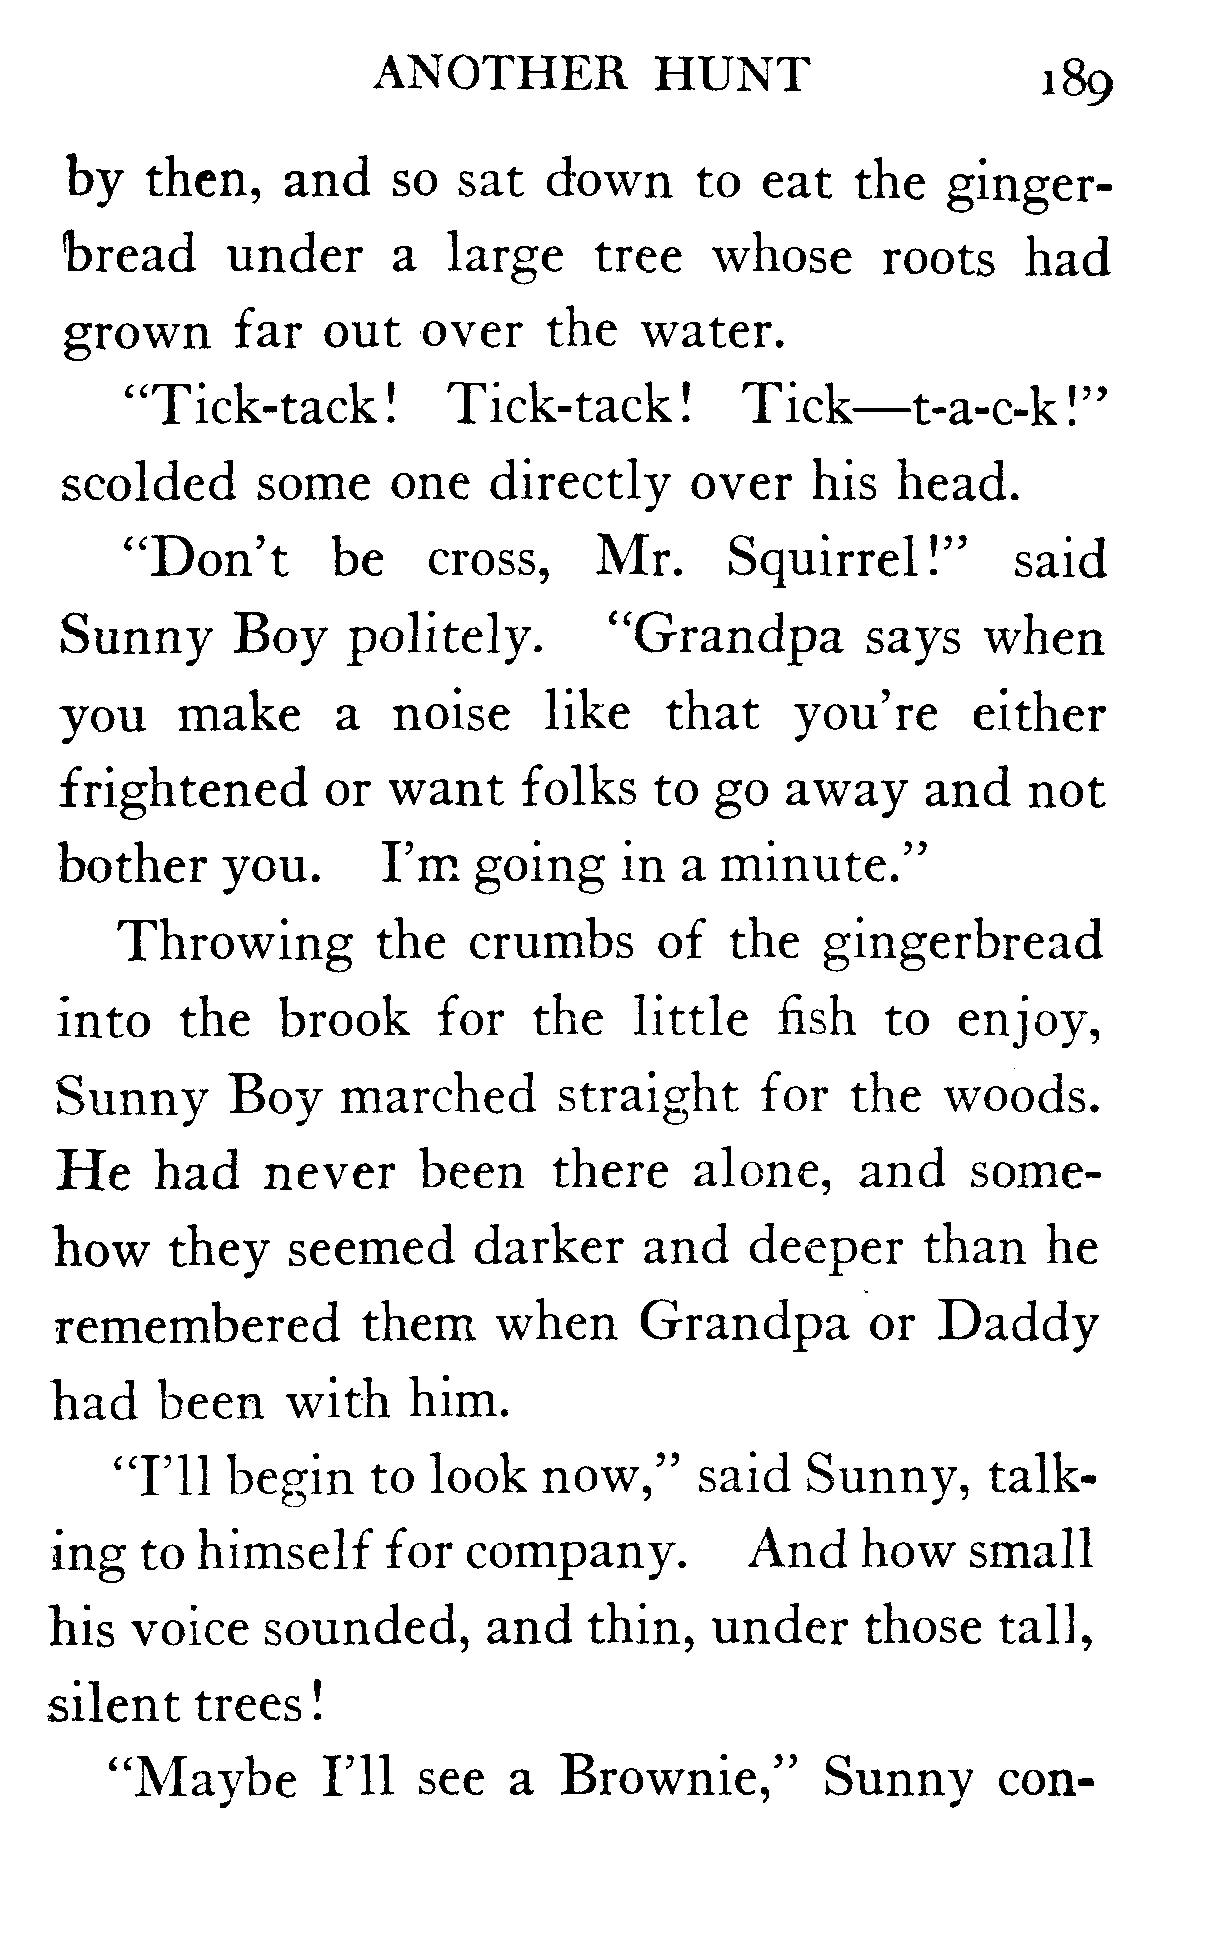 ANOTHER HUNT 189
by then, and so sat down to eat the ginger-
bread under a large tree whose roots had
grown far out over the water.
“Tick-tack! Tick-tack! Tick—t-a-c-k!”
scolded some one directly over his head.
“Don’t be cross, Mr. Squirrel!” said
Sunny Boy politely. “Grandpa says when
you make a noise like that you’re either
frightened or want folks to go away and not
bother you. I’m going in a minute.”
Throwing the crumbs of the gingerbread
into the brook for the little fish to enjoy,
Sunny Boy marched straight for the woods.
He had never been there alone, and some-
how they seemed darker and deeper than he
remembered them when Grandpa or Daddy
had been with him.
“I’ll begin to look now,” said Sunny, talk-
ing to himself for company. And how small
his voice sounded, and thin, under those tall,
silent trees!
“Maybe I’ll see a Brownie,” Sunny con-